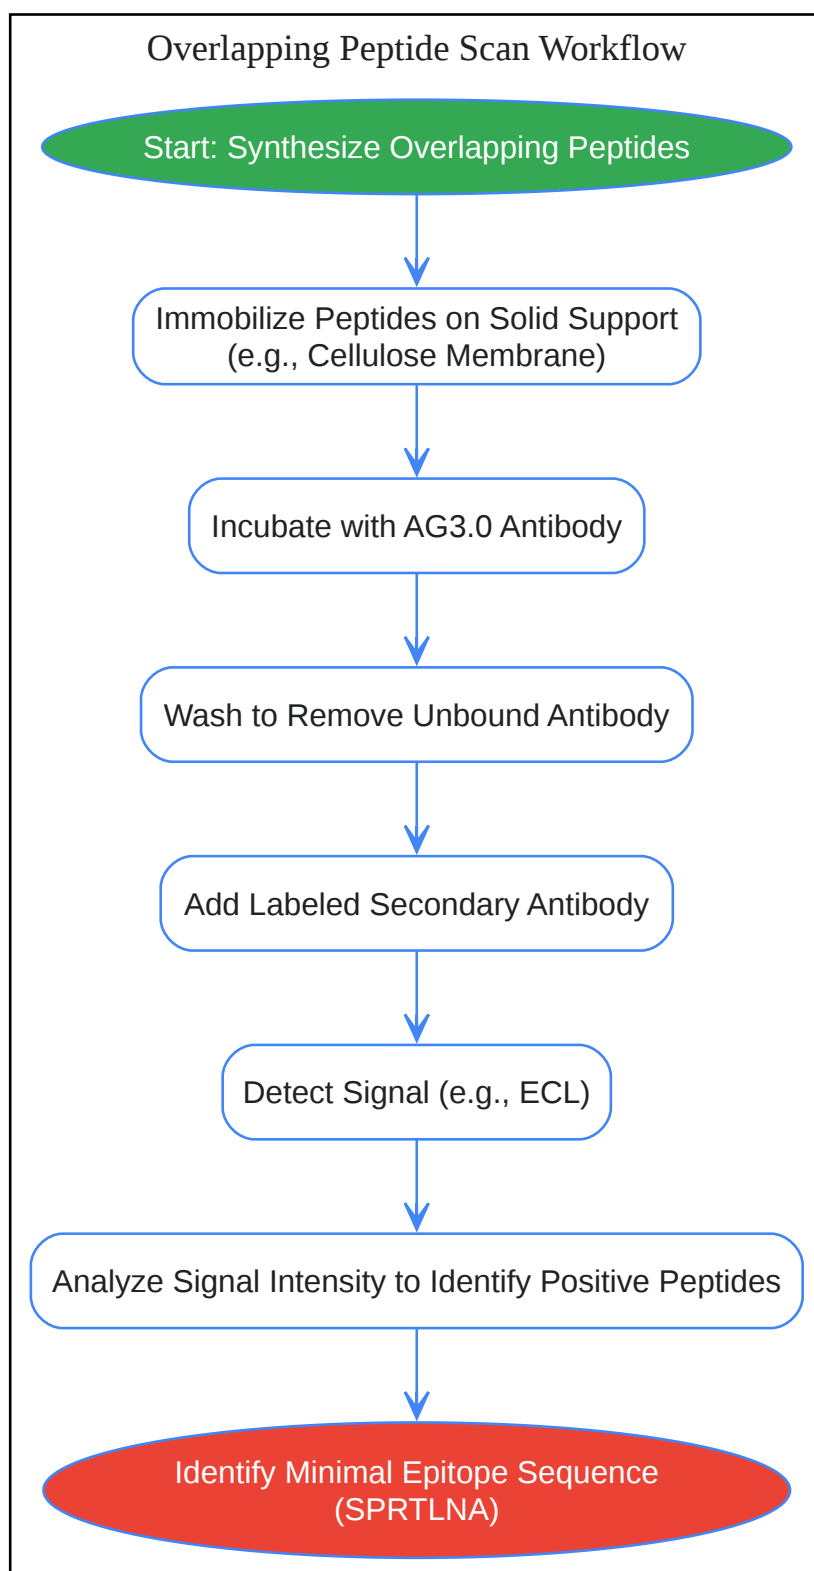 Overlapping Peptide Scan Workflow
Start: Synthesize Overlapping Peptides
Immobilize Peptides on Solid Support
(e.g., Cellulose Membrane)
Incubate with AG3.0 Antibody
Wash to Remove Unbound Antibody
Add Labeled Secondary Antibody
Detect Signal (e.g., ECL)
Analyze Signal Intensity to Identify Positive Peptides
Identify Minimal Epitope Sequence
(SPRTLNA)